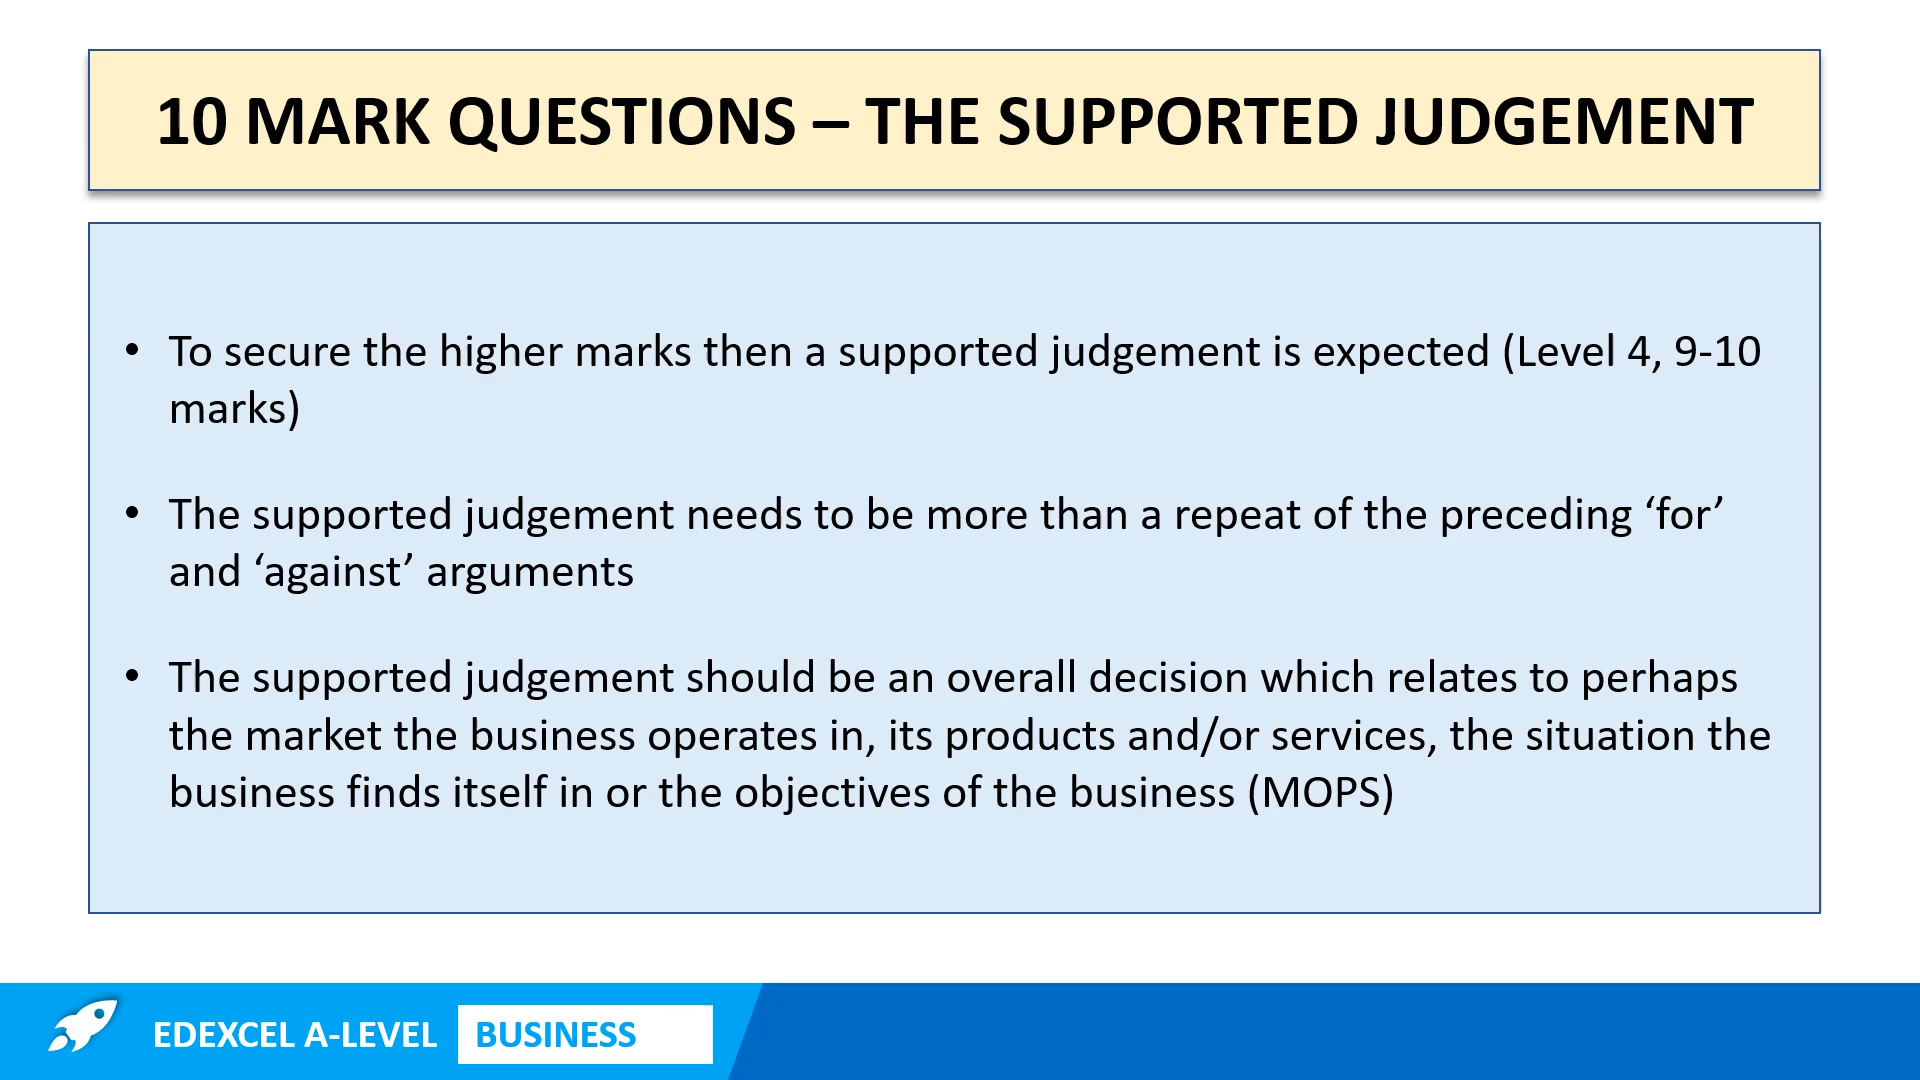 10 MARK QUESTIONS – THE SUPPORTED JUDGEMENT
• To secure the higher marks then a supported judgement is expected (Level 4, 9-10
marks)
• The supported judgement needs to be more than a repeat of the preceding ‘for’
and ‘against’ arguments
• The supported judgement should be an overall decision which relates to perhaps
the market the business operates in, its products and/or services, the situation the
business finds itself in or the objectives of the business (MOPS)
EDEXCEL A-LEVEL BUSINESS